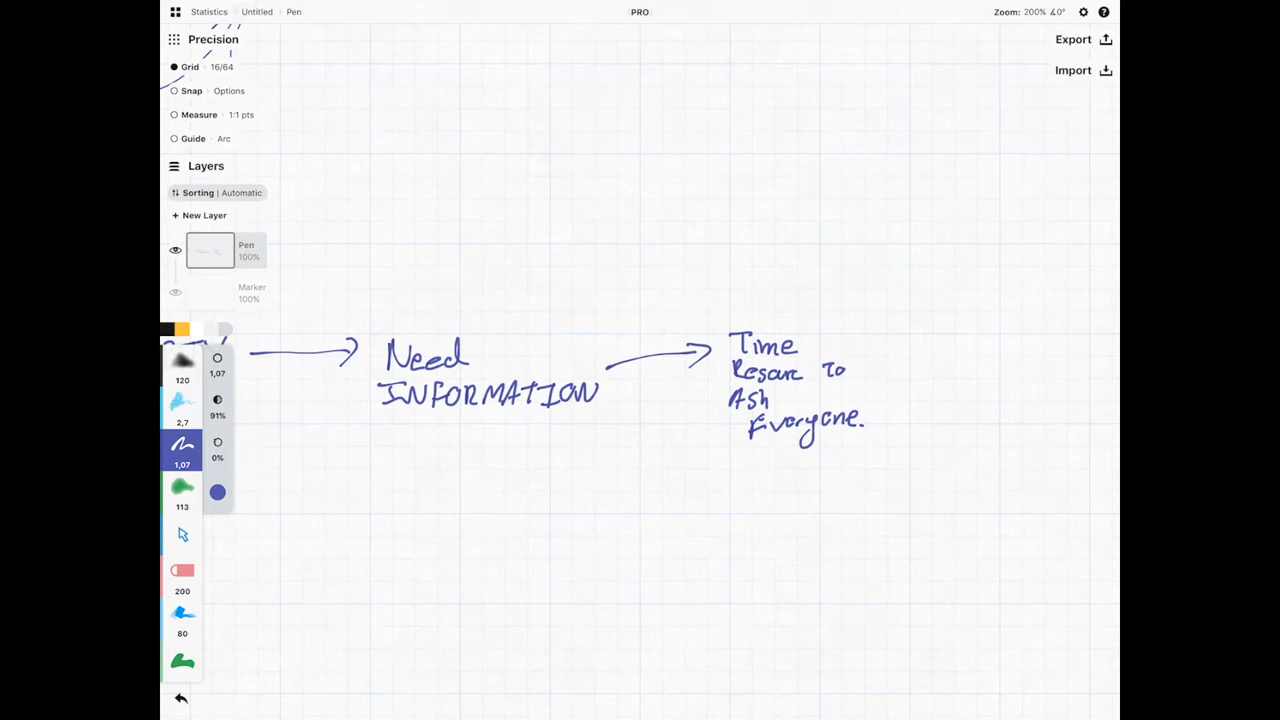 Statistics › Untitled › Pen
PRO
Zoom: 200% ∡0°
Precision
Grid › 16/64
Snap › Options
Measure › 1:1 pts
Guide › Arc
Layers
Sorting | Automatic
+ New Layer
Pen
100%
Marker
100%
Export
Import
1,07
91%
0%
120
2,7
1,07
113
200
80
Need
INFORMATION
Time
Resourc To
Ask
Everyone.